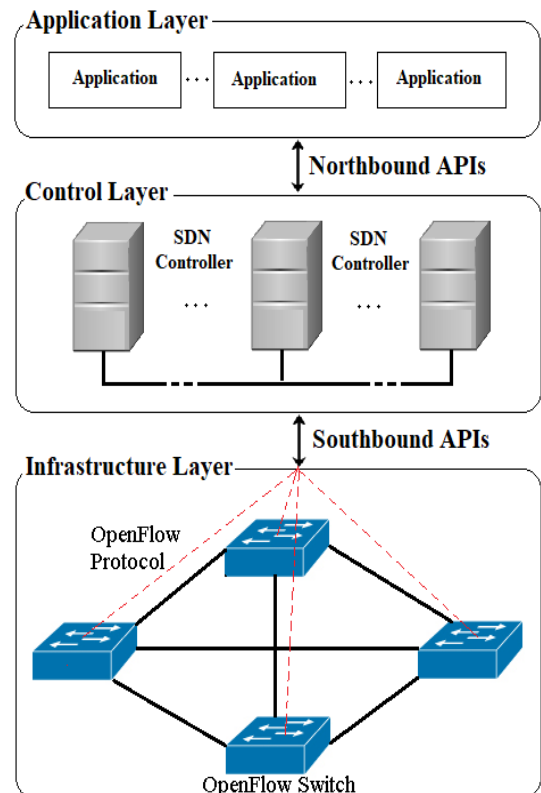 Application Layer
Application ... Application ... Application
Northbound APIs
Control Layer
SDN
Controller
...
SDN
Controller
...
Southbound APIs
Infrastructure Layer
OpenFlow
Protocol
OpenFlow Switch